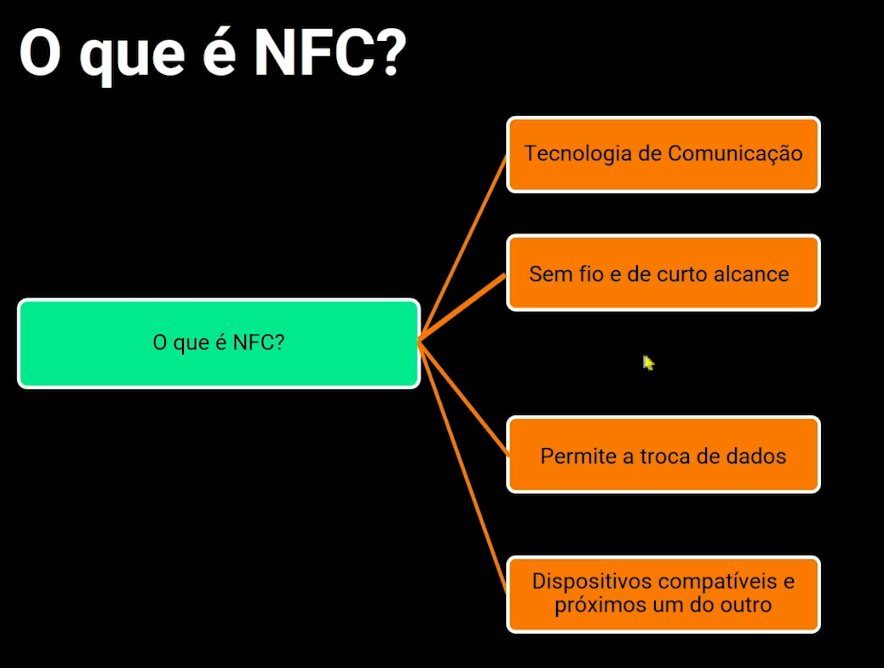 O que é NFC?
Tecnologia de Comunicação
Sem fio e de curto alcance
O que é NFC?
Permite a troca de dados
Dispositivos compatíveis e
próximos um do outro